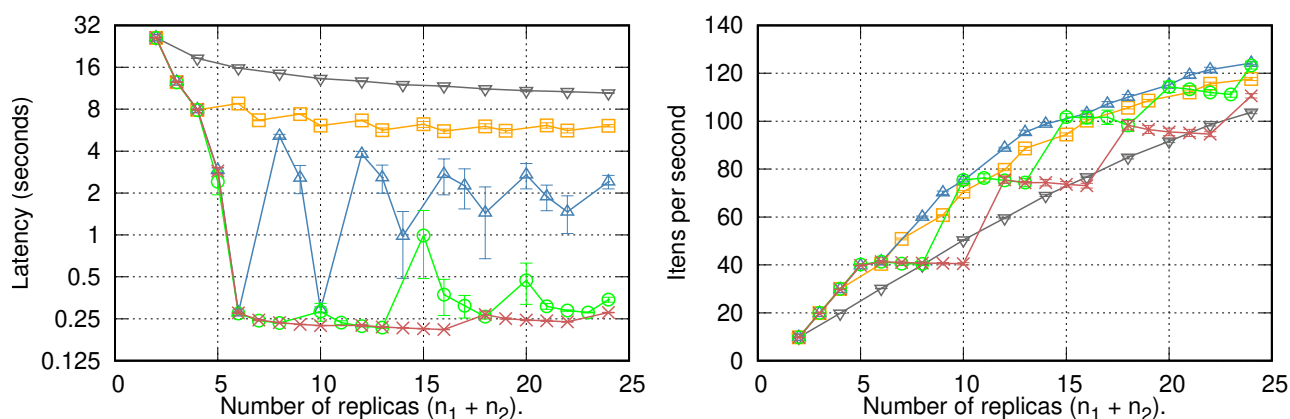 32
16
8
4
2
1
0.5
0.25
0.125
Latency (seconds)
0 5 10 15 20 25
Number of replicas (n₁ + n₂).
140
120
100
80
60
40
20
0
Itens per second
0 5 10 15 20 25
Number of replicas (n₁ + n₂).